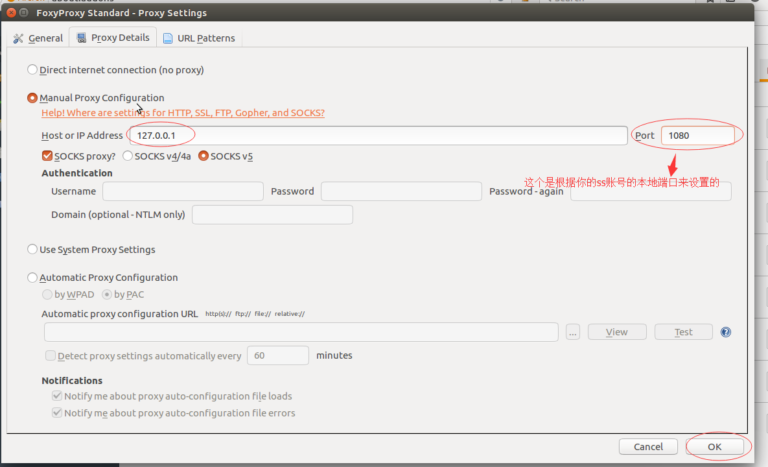 FoxyProxy Standard - Proxy Settings
General Proxy Details URL Patterns
Direct internet connection (no proxy)
Manual Proxy Configuration
Help! Where are settings for HTTP, SSL, FTP, Gopher, and SOCKS?
Host or IP Address 127.0.0.1 Port 1080
SOCKS proxy? SOCKS v4/4a SOCKS v5
这个是根据你的ss账号的本地端口来设置的
Authentication
Username Password Password - again
Domain (optional - NTLM only)
Use System Proxy Settings
Automatic Proxy Configuration
by WPAD by PAC
Automatic proxy configuration URL http(s):// ftp:// file:// relative://
... View Test
Detect proxy settings automatically every 60 minutes
Notifications
Notify me about proxy auto-configuration file loads
Notify me about proxy auto-configuration file errors
Cancel OK